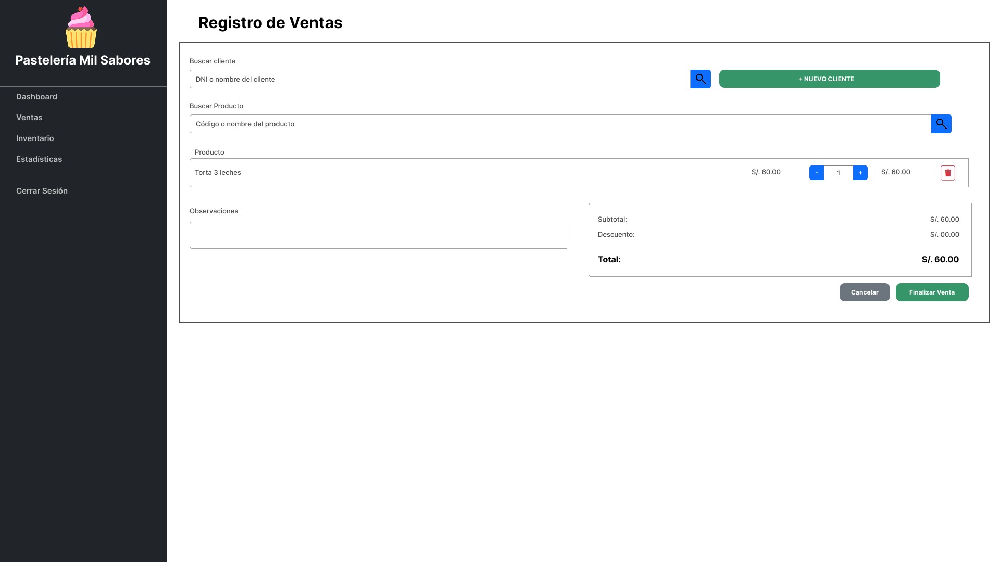 Pastelería Mil Sabores
Dashboard
Ventas
Inventario
Estadísticas
Cerrar Sesión
Registro de Ventas
Buscar cliente
DNI o nombre del cliente
+ NUEVO CLIENTE
Buscar Producto
Código o nombre del producto
Producto
Torta 3 leches S/. 60.00 - 1 + S/. 60.00
Observaciones
Subtotal: S/. 60.00
Descuento: S/. 00.00
Total: S/. 60.00
Cancelar
Finalizar Venta